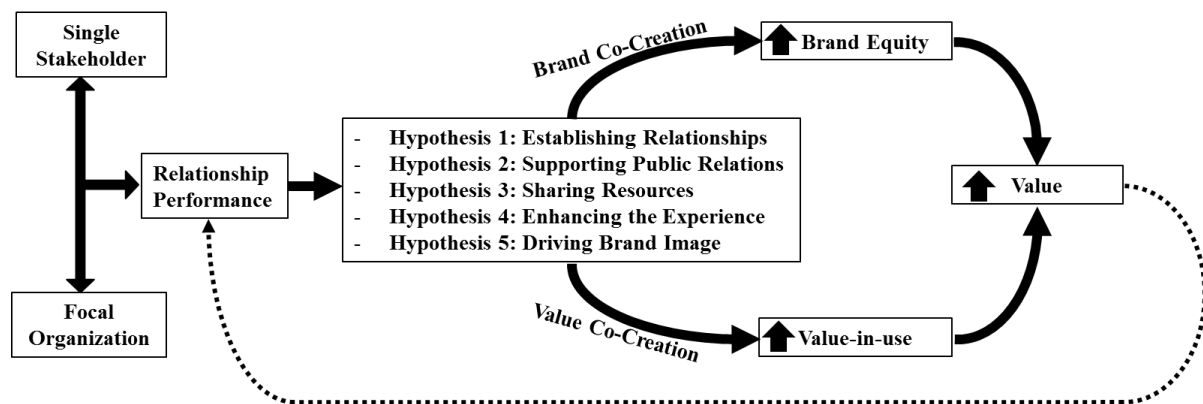 Single
Stakeholder
Focal
Organization
Relationship
Performance
- Hypothesis 1: Establishing Relationships
- Hypothesis 2: Supporting Public Relations
- Hypothesis 3: Sharing Resources
- Hypothesis 4: Enhancing the Experience
- Hypothesis 5: Driving Brand Image
Brand Co-Creation
Value Co-Creation
Brand Equity
Value-in-use
Value